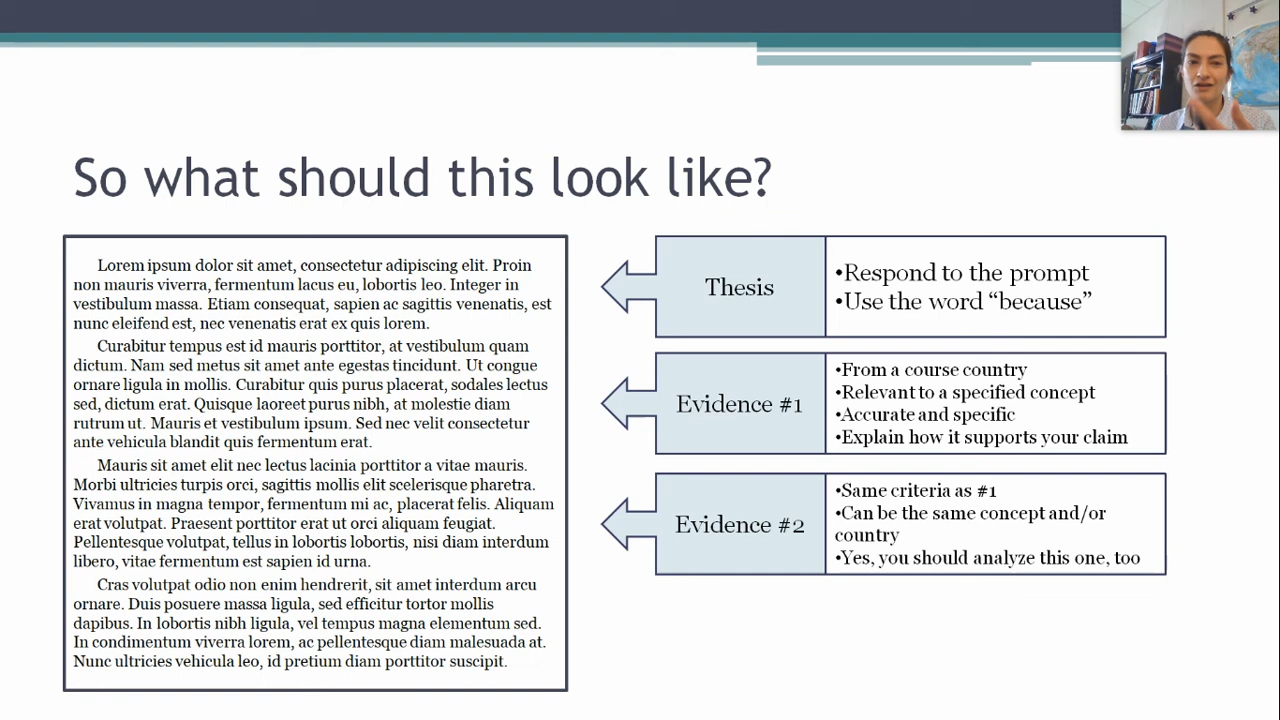 So what should this look like?
Lorem ipsum dolor sit amet, consectetur adipiscing elit. Proin
non mauris viverra, fermentum lacus eu, lobortis leo. Integer in
vestibulum massa. Etiam consequat, sapien ac sagittis venenatis, est
nunc eleifend est, nec venenatis erat ex quis lorem.
Curabitur tempus est id mauris porttitor, at vestibulum quam
dictum. Nam sed metus sit amet ante egestas tincidunt. Ut congue
ornare ligula in mollis. Curabitur quis purus placerat, sodales lectus
sed, dictum erat. Quisque laoreet purus nibh, at molestie diam
rutrum ut. Mauris et vestibulum ipsum. Sed nec velit consectetur
ante vehicula blandit quis fermentum erat.
Mauris sit amet elit nec lectus lacinia porttitor a vitae mauris.
Morbi ultricies turpis orci, sagittis mollis elit scelerisque pharetra.
Vivamus in magna tempor, fermentum mi ac, placerat felis. Aliquam
erat volutpat. Praesent porttitor erat ut orci aliquam feugiat.
Pellentesque volutpat, tellus in lobortis lobortis, nisi diam interdum
libero, vitae fermentum est sapien id urna.
Cras volutpat odio non enim hendrerit, sit amet interdum arcu
ornare. Duis posuere massa ligula, sed efficitur tortor mollis
dapibus. In lobortis nibh ligula, vel tempus magna elementum sed.
In condimentum viverra lorem, ac pellentesque diam malesuada at.
Nunc ultricies vehicula leo, id pretium diam porttitor suscipit.
Thesis
•Respond to the prompt
•Use the word “because”
Evidence #1
•From a course country
•Relevant to a specified concept
•Accurate and specific
•Explain how it supports your claim
Evidence #2
•Same criteria as #1
•Can be the same concept and/or
country
•Yes, you should analyze this one, too